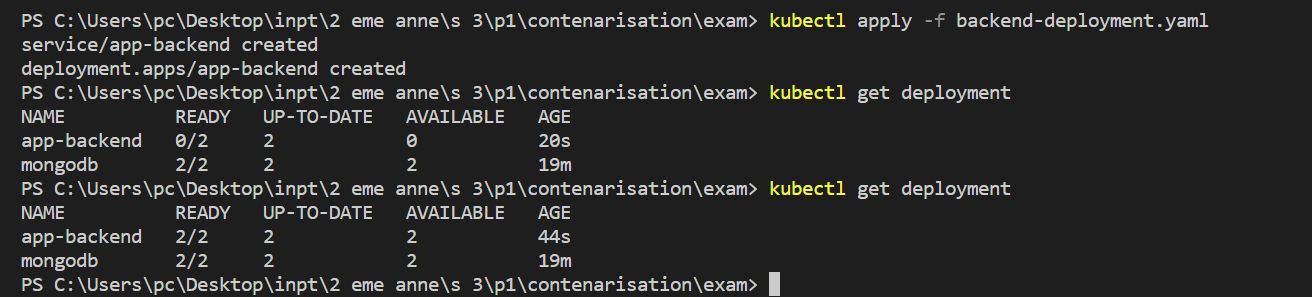 PS C:\Users\pc\Desktop\inpt\2 eme anne\s 3\p1\contenarisation\exam> kubectl apply -f backend-deployment.yaml
service/app-backend created
deployment.apps/app-backend created
PS C:\Users\pc\Desktop\inpt\2 eme anne\s 3\p1\contenarisation\exam> kubectl get deployment
NAME          READY   UP-TO-DATE   AVAILABLE   AGE
app-backend   0/2     2            0           20s
mongodb       2/2     2            2           19m
PS C:\Users\pc\Desktop\inpt\2 eme anne\s 3\p1\contenarisation\exam> kubectl get deployment
NAME          READY   UP-TO-DATE   AVAILABLE   AGE
app-backend   2/2     2            2           44s
mongodb       2/2     2            2           19m
PS C:\Users\pc\Desktop\inpt\2 eme anne\s 3\p1\contenarisation\exam>